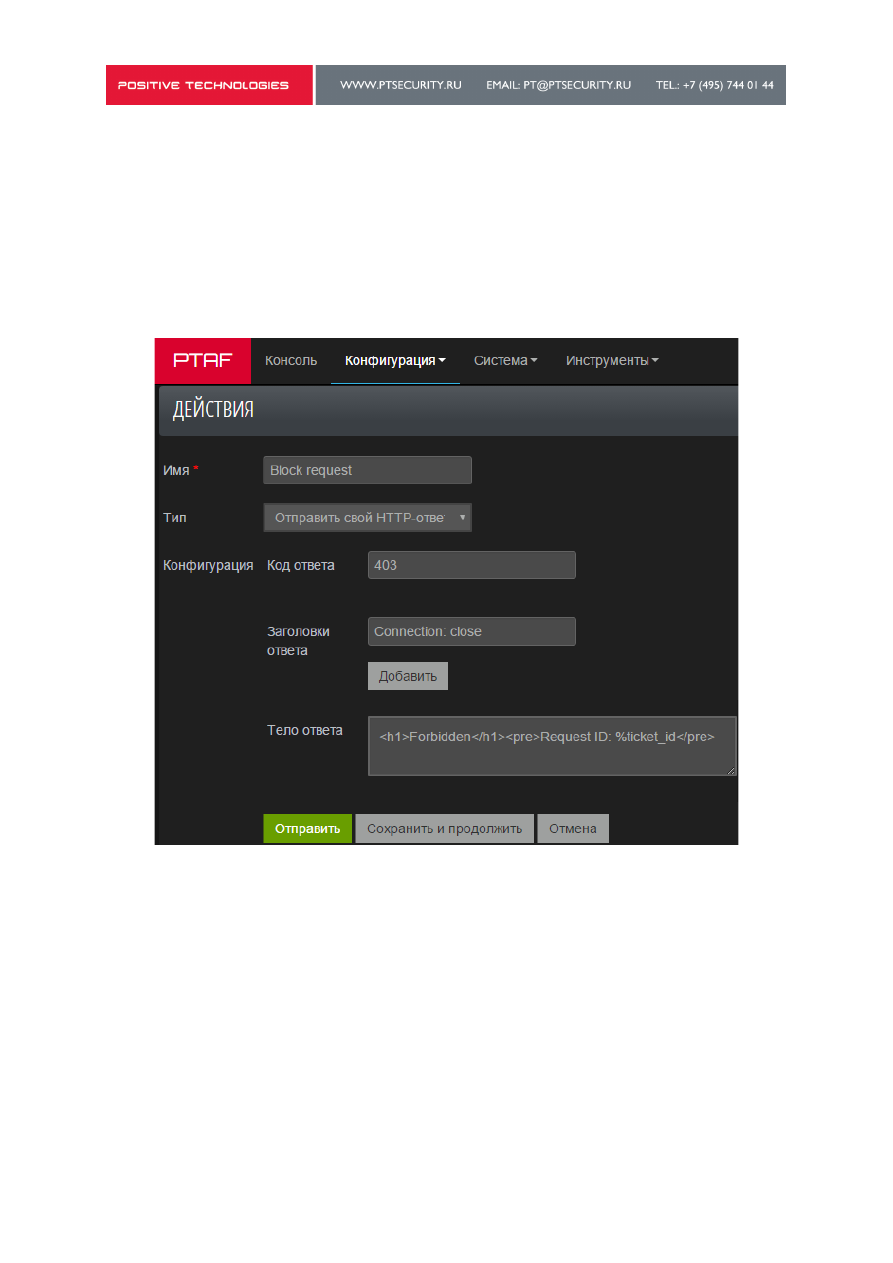 POSITIVE TECHNOLOGIES WWW.PTSECURITY.RU EMAIL: PT@PTSECURITY.RU TEL.: +7 (495) 744 01 44
PTAF Консоль Конфигурация Система Инструменты
ДЕЙСТВИЯ
Имя * Block request
Тип Отправить свой HTTP-ответ
Конфигурация Код ответа 403
Заголовки ответа Connection: close
Добавить
Тело ответа <h1>Forbidden</h1><pre>Request ID: %ticket_id</pre>
Отправить Сохранить и продолжить Отмена